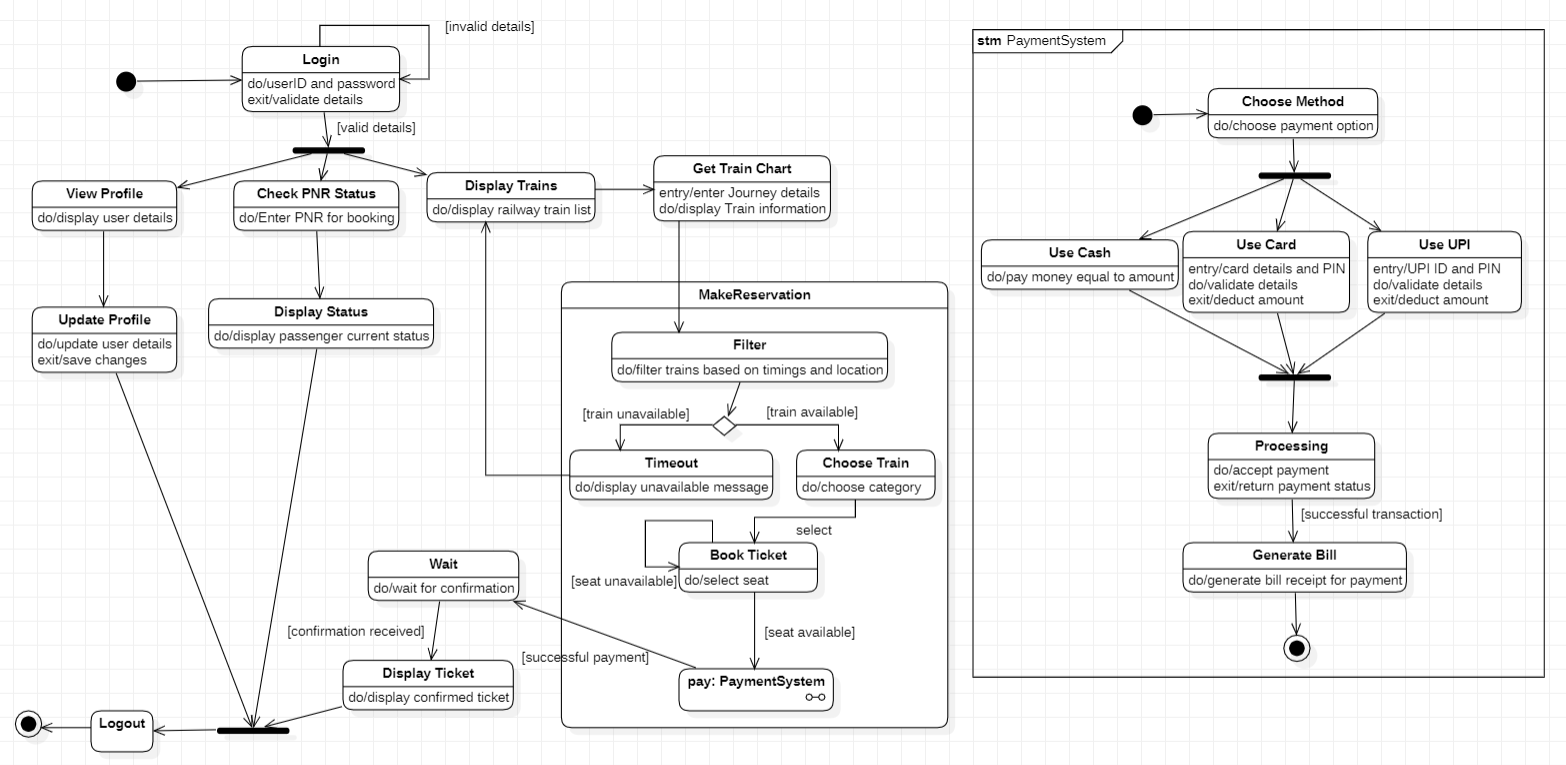 [invalid details]
Login
do/userID and password
exit/validate details
[valid details]
View Profile
do/display user details
Check PNR Status
do/Enter PNR for booking
Display Trains
do/display railway train list
Get Train Chart
entry/enter Journey details
do/display Train information
Update Profile
do/update user details
exit/save changes
Display Status
do/display passenger current status
MakeReservation
Filter
do/filter trains based on timings and location
[train unavailable]
[train available]
Timeout
do/display unavailable message
Choose Train
do/choose category
select
Book Ticket
do/select seat
[seat unavailable]
[seat available]
pay: PaymentSystem
[successful payment]
Wait
do/wait for confirmation
[confirmation received]
Display Ticket
do/display confirmed ticket
Logout
stm PaymentSystem
Choose Method
do/choose payment option
Use Cash
do/pay money equal to amount
Use Card
entry/card details and PIN
do/validate details
exit/deduct amount
Use UPI
entry/UPI ID and PIN
do/validate details
exit/deduct amount
Processing
do/accept payment
exit/return payment status
[successful transaction]
Generate Bill
do/generate bill receipt for payment